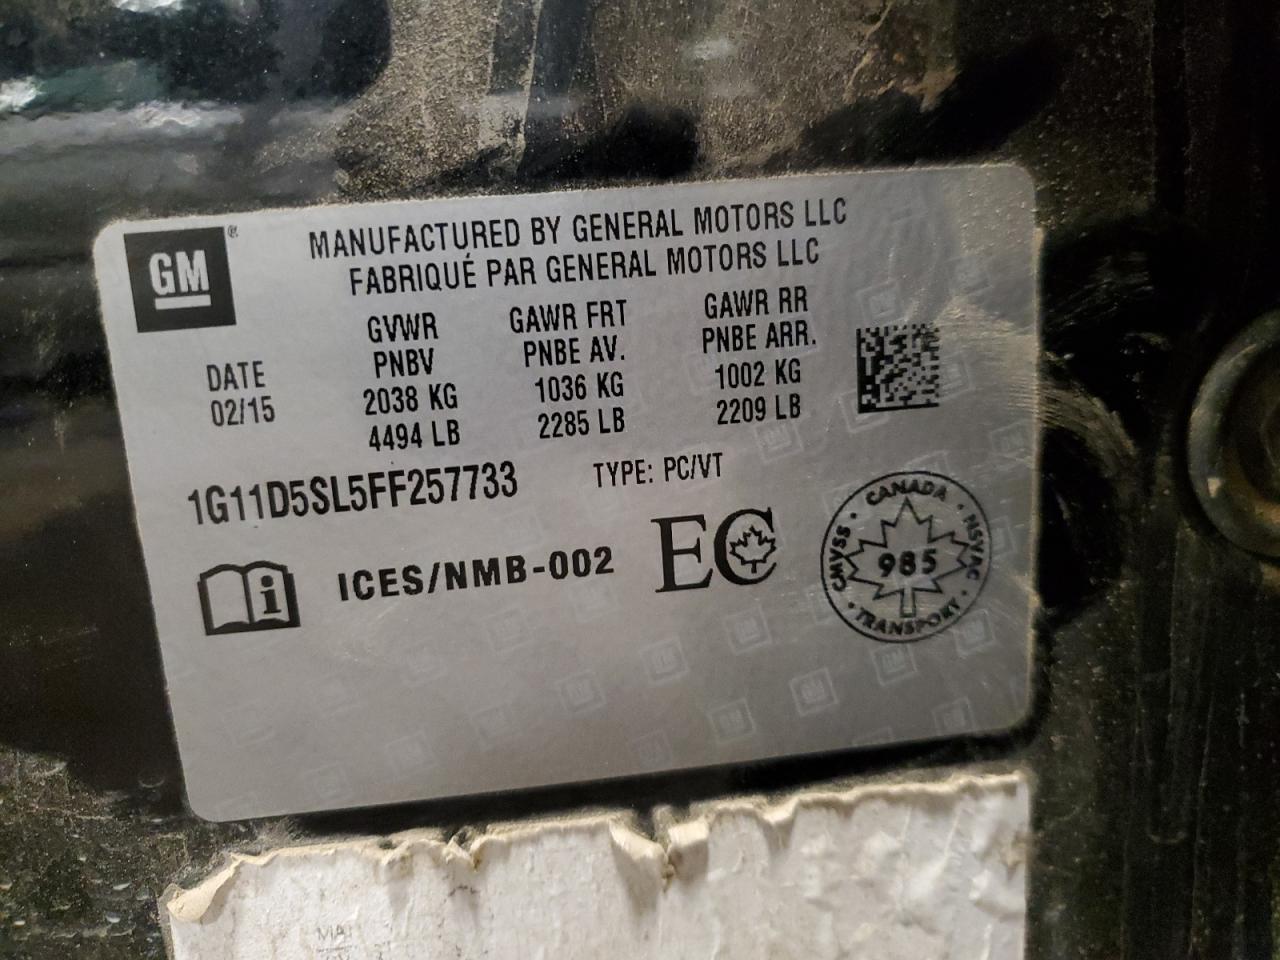 GM®
MANUFACTURED BY GENERAL MOTORS LLC
FABRIQUÉ PAR GENERAL MOTORS LLC
DATE
02/15
GVWR
PNBV
2038 KG
4494 LB
GAWR FRT
PNBE AV.
1036 KG
2285 LB
GAWR RR
PNBE ARR.
1002 KG
2209 LB
1G11D5SL5FF257733
TYPE: PC/VT
ICES/NMB-002
EC
CANADA · NSVAC · TRANSPORT · CMVSS ·
985